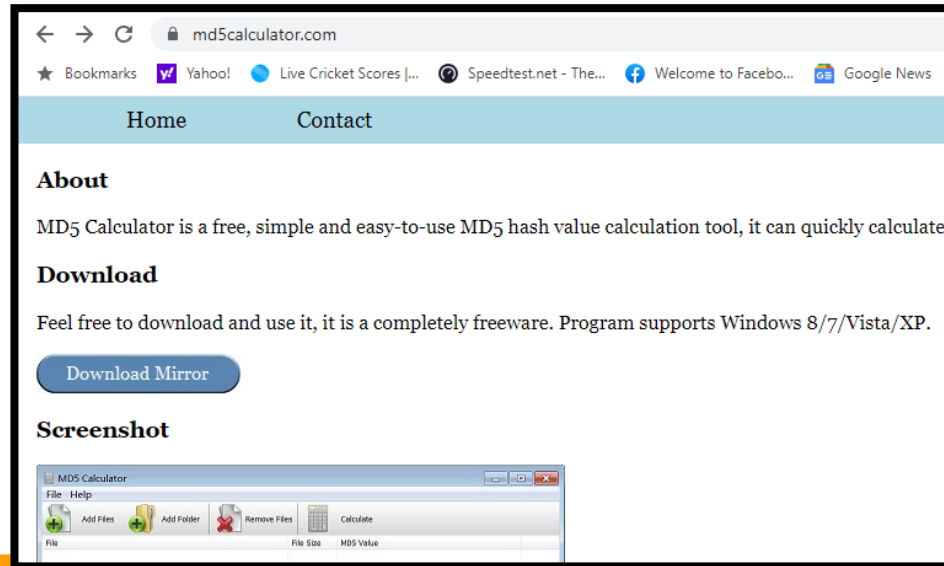 md5calculator.com
Bookmarks Yahoo! Live Cricket Scores |... Speedtest.net - The... Welcome to Facebo... Google News
Home Contact
About
MD5 Calculator is a free, simple and easy-to-use MD5 hash value calculation tool, it can quickly calculate
Download
Feel free to download and use it, it is a completely freeware. Program supports Windows 8/7/Vista/XP.
Download Mirror
Screenshot
MD5 Calculator
File Help
Add Files Add Folder Remove Files Calculate
File File Size MD5 Value